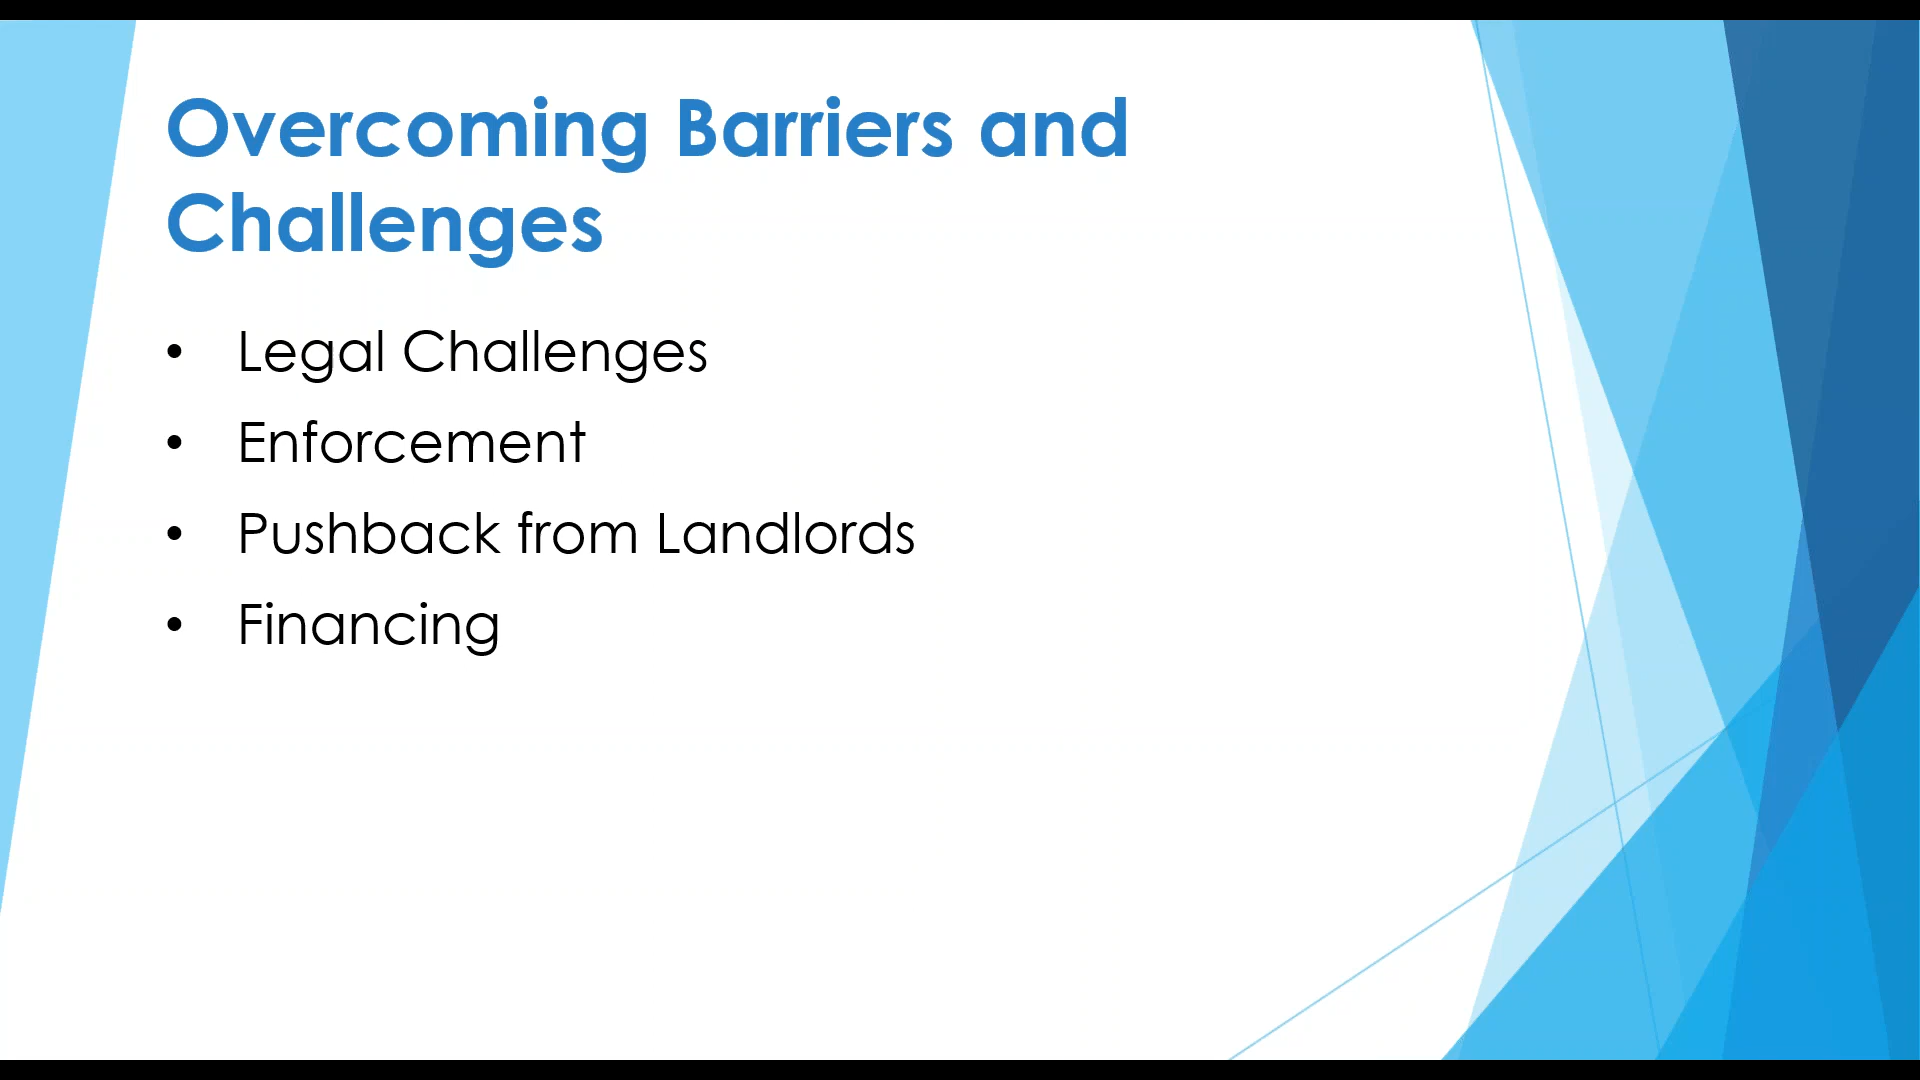 Overcoming Barriers and
Challenges
• Legal Challenges
• Enforcement
• Pushback from Landlords
• Financing